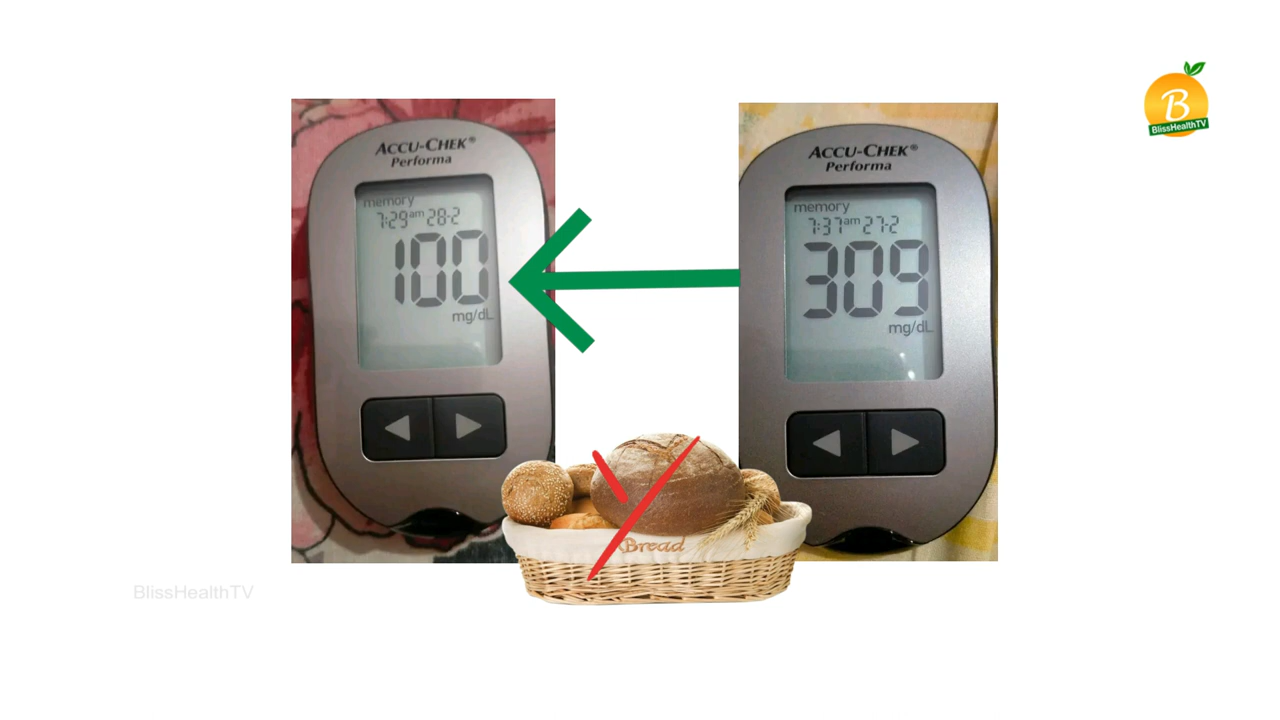 B
BlissHealthTV
ACCU-CHEK®
Performa
memory
7:29am 28-2
100
mg/dL
ACCU-CHEK®
Performa
memory
7:37am 27-2
309
mg/dL
Bread
BlissHealthTV